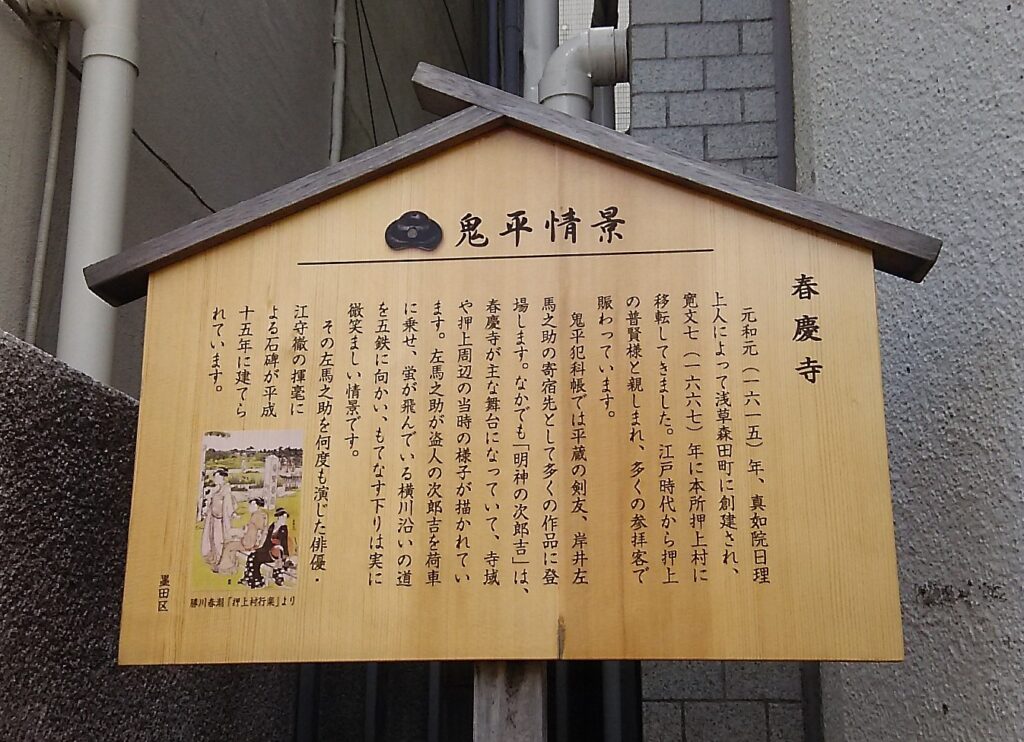 鬼平情景
春慶寺
元和元（一六一五）年、真如院日理
上人によって浅草森田町に創建され、
寛文七（一六六七）年に本所押上村に
移転してきました。江戸時代から押上
の普賢様と親しまれ、多くの参拝客で
賑わっています。
鬼平犯科帳では平蔵の剣友、岸井左
馬之助の寄宿先として多くの作品に登
場します。なかでも「明神の次郎吉」は、
春慶寺が主な舞台になっていて、寺域
や押上周辺の当時の様子が描かれてい
ます。左馬之助が盗人の次郎吉を荷車
に乗せ、蛍が飛んでいる横川沿いの道
を五鉄に向かい、もてなす下りは実に
微笑ましい情景です。
その左馬之助を何度も演じた俳優・
江守徹の揮毫に
よる石碑が平成
十五年に建てら
れています。
勝川春潮「押上村行楽」より
墨田区